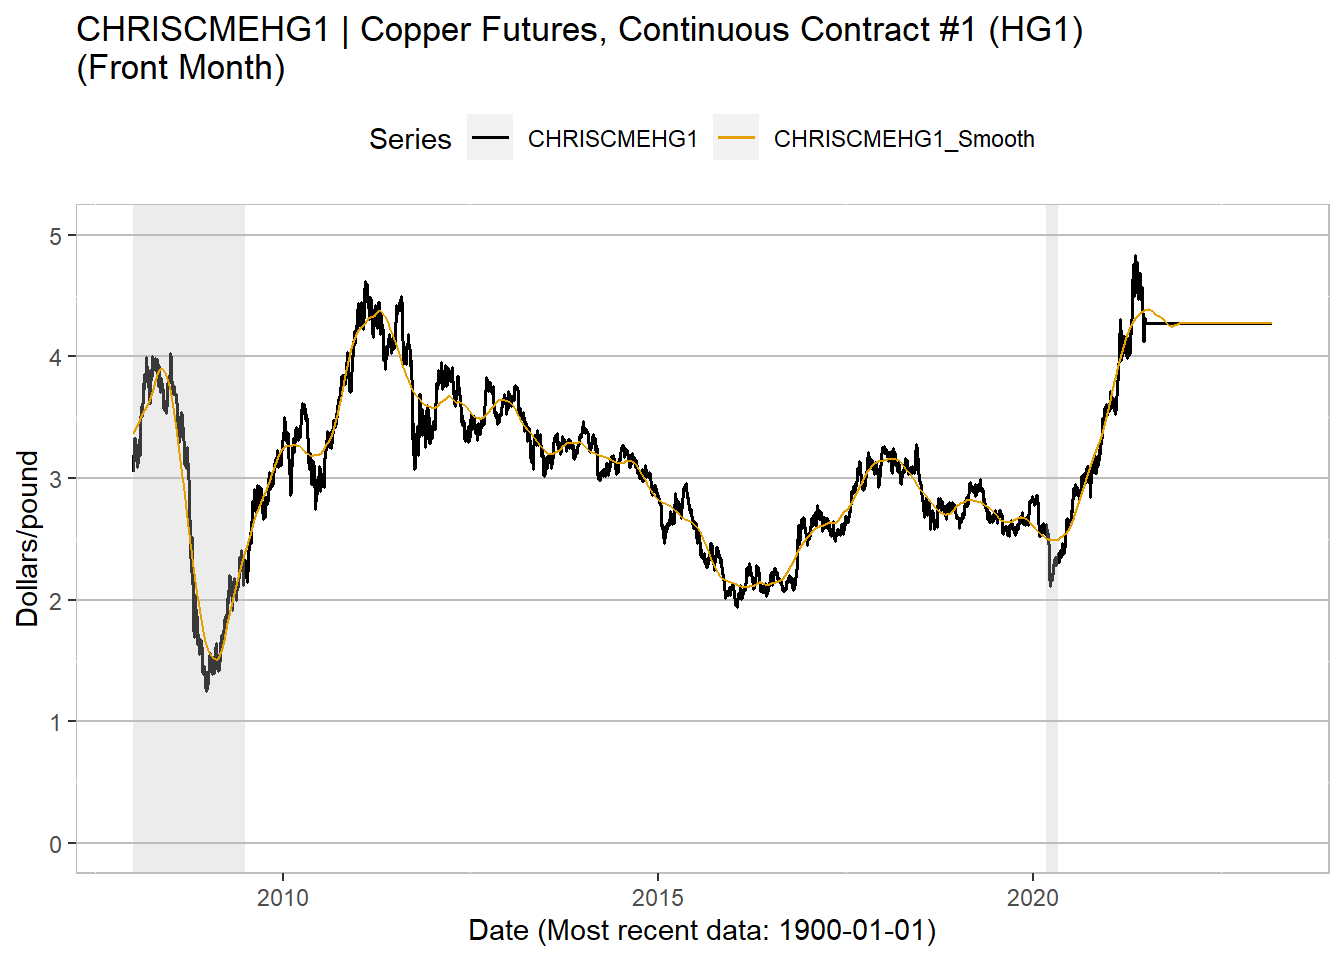 CHRISCMEHG1 | Copper Futures, Continuous Contract #1 (HG1)
(Front Month)
Series CHRISCMEHG1 CHRISCMEHG1_Smooth
5
4
3
2
1
0
Dollars/pound
2010 2015 2020
Date (Most recent data: 1900-01-01)